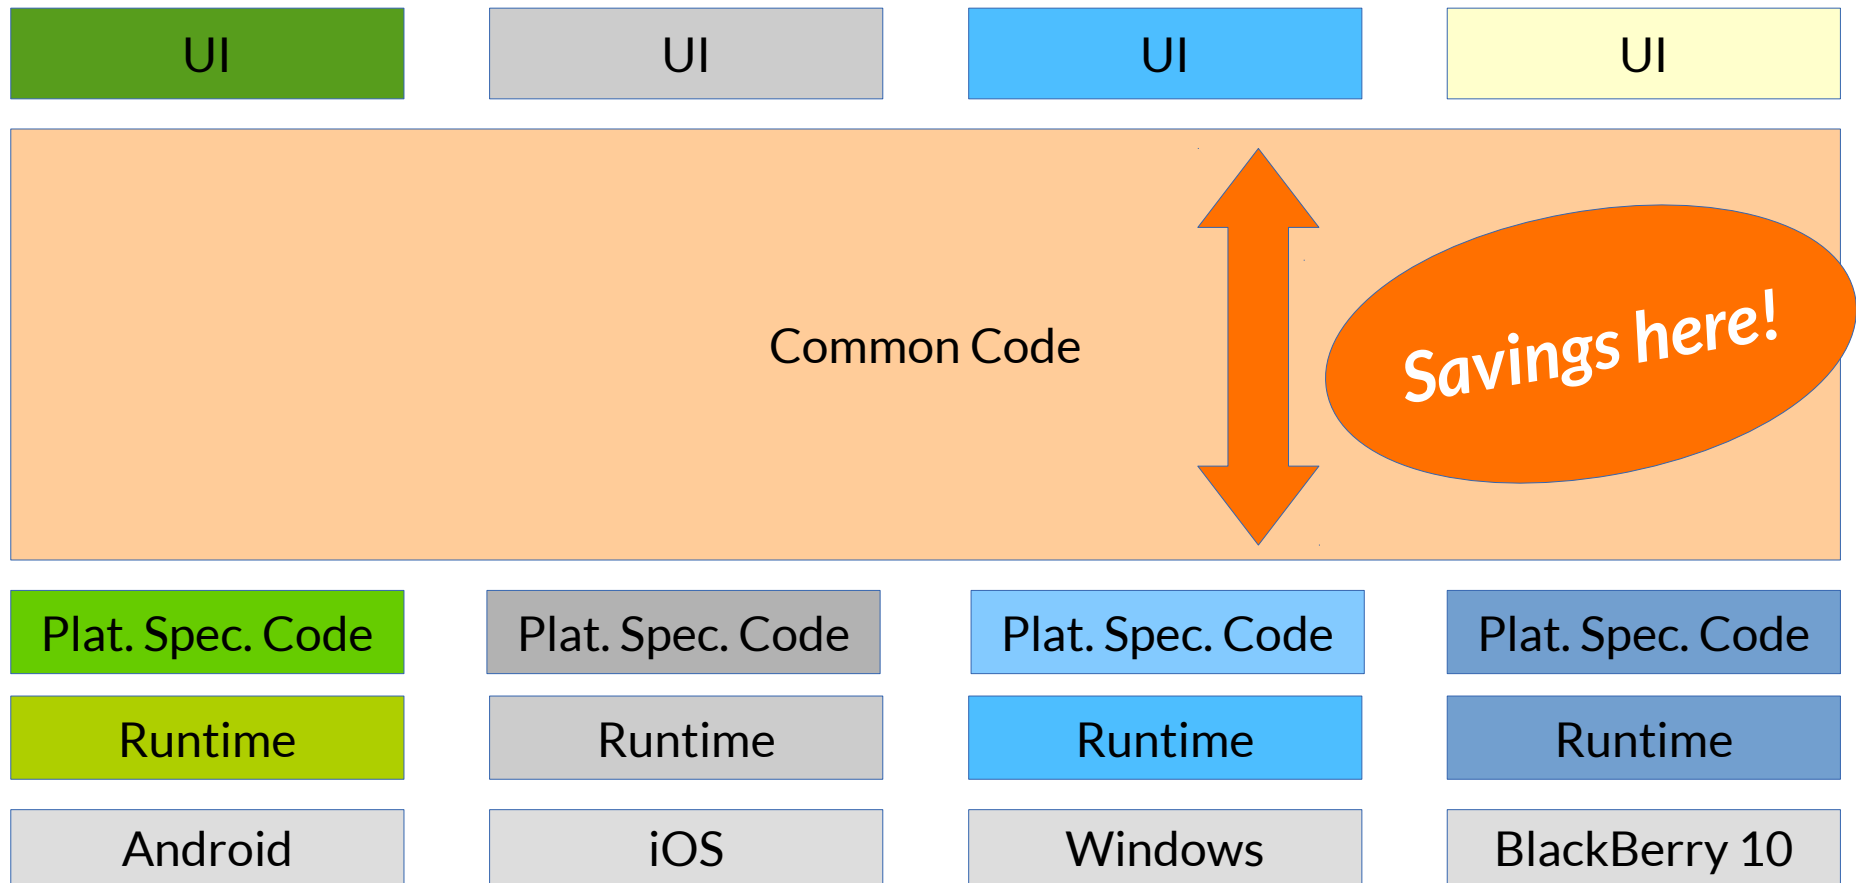 UI UI UI UI
Common Code
Savings here!
Plat. Spec. Code Plat. Spec. Code Plat. Spec. Code Plat. Spec. Code
Runtime Runtime Runtime Runtime
Android iOS Windows BlackBerry 10